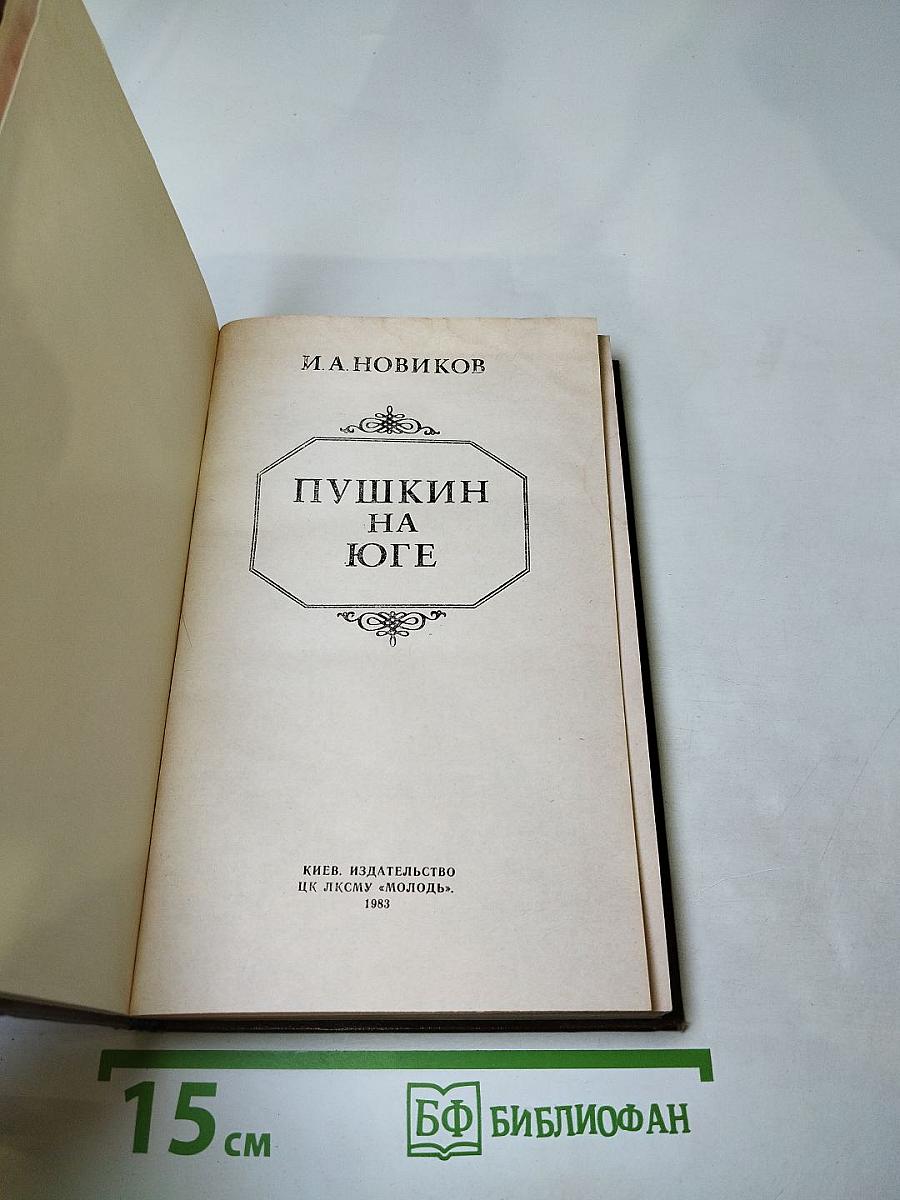 И.А.НОВИКОВ
ПУШКИН
НА
ЮГЕ
КИЕВ. ИЗДАТЕЛЬСТВО
ЦК ЛКСМУ «МОЛОДЬ».
1983
15 см
БФ БИБЛИОФАН